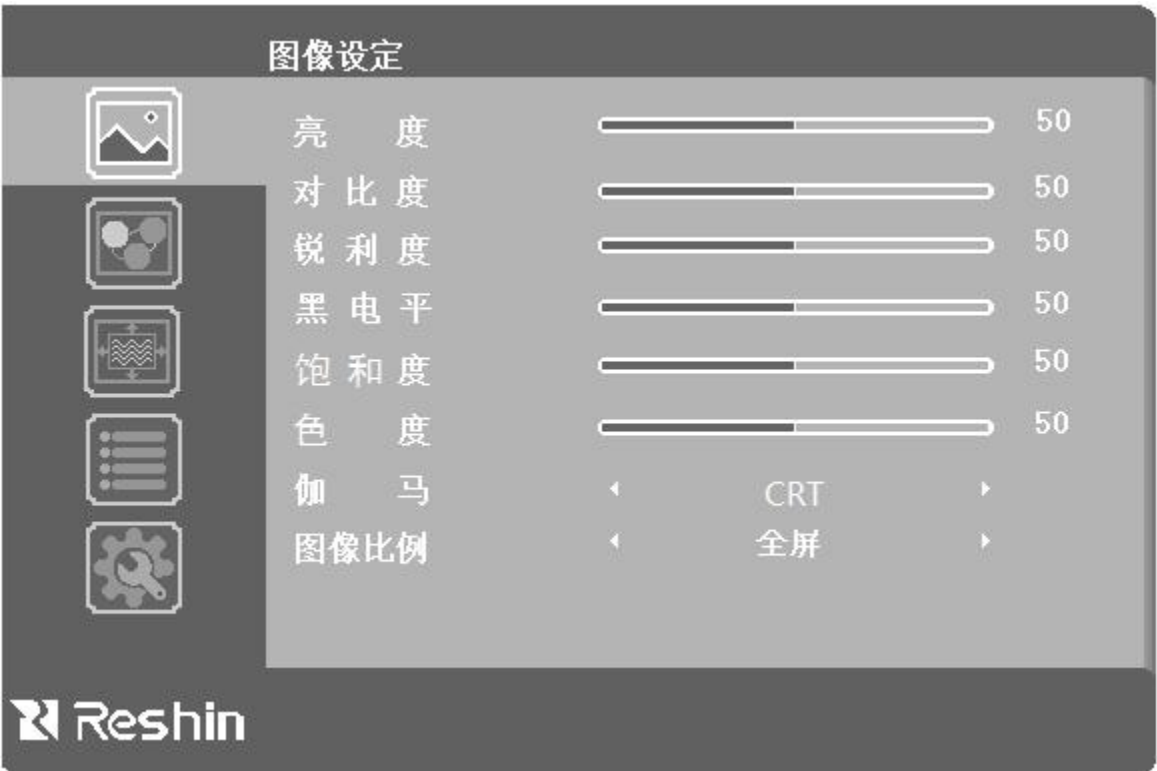 图像设定
亮 度 50
对比度 50
锐利度 50
黑电平 50
饱和度 50
色 度 50
伽 马 CRT
图像比例 全屏
Reshin